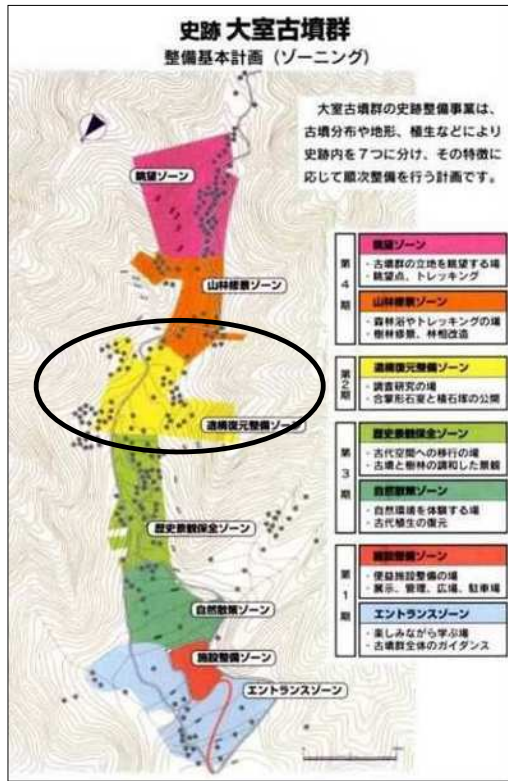 史跡 大室古墳群
整備基本計画（ゾーニング）
大室古墳群の史跡整備事業は、
古墳分布や地形、植生などにより
史跡内を７つに分け、その特徴に
応じて順次整備を行う計画です。
眺望ゾーン
山林修景ゾーン
遺構復元整備ゾーン
歴史景観保全ゾーン
自然散策ゾーン
施設整備ゾーン
エントランスゾーン
第４期
眺望ゾーン
・古墳群の立地を眺望する場
・眺望点、トレッキング
山林修景ゾーン
・森林浴やトレッキングの場
・樹林修景、林相改造
第２期
遺構復元整備ゾーン
・調査研究の場
・合掌形石室と積石塚の公開
第３期
歴史景観保全ゾーン
・古代空間への移行の場
・古墳と樹林の調和した景観
自然散策ゾーン
・自然環境を体験する場
・古代植生の復元
第１期
施設整備ゾーン
・便益施設整備の場
・展示、管理、広場、駐車場
エントランスゾーン
・楽しみながら学ぶ場
・古墳群全体のガイダンス